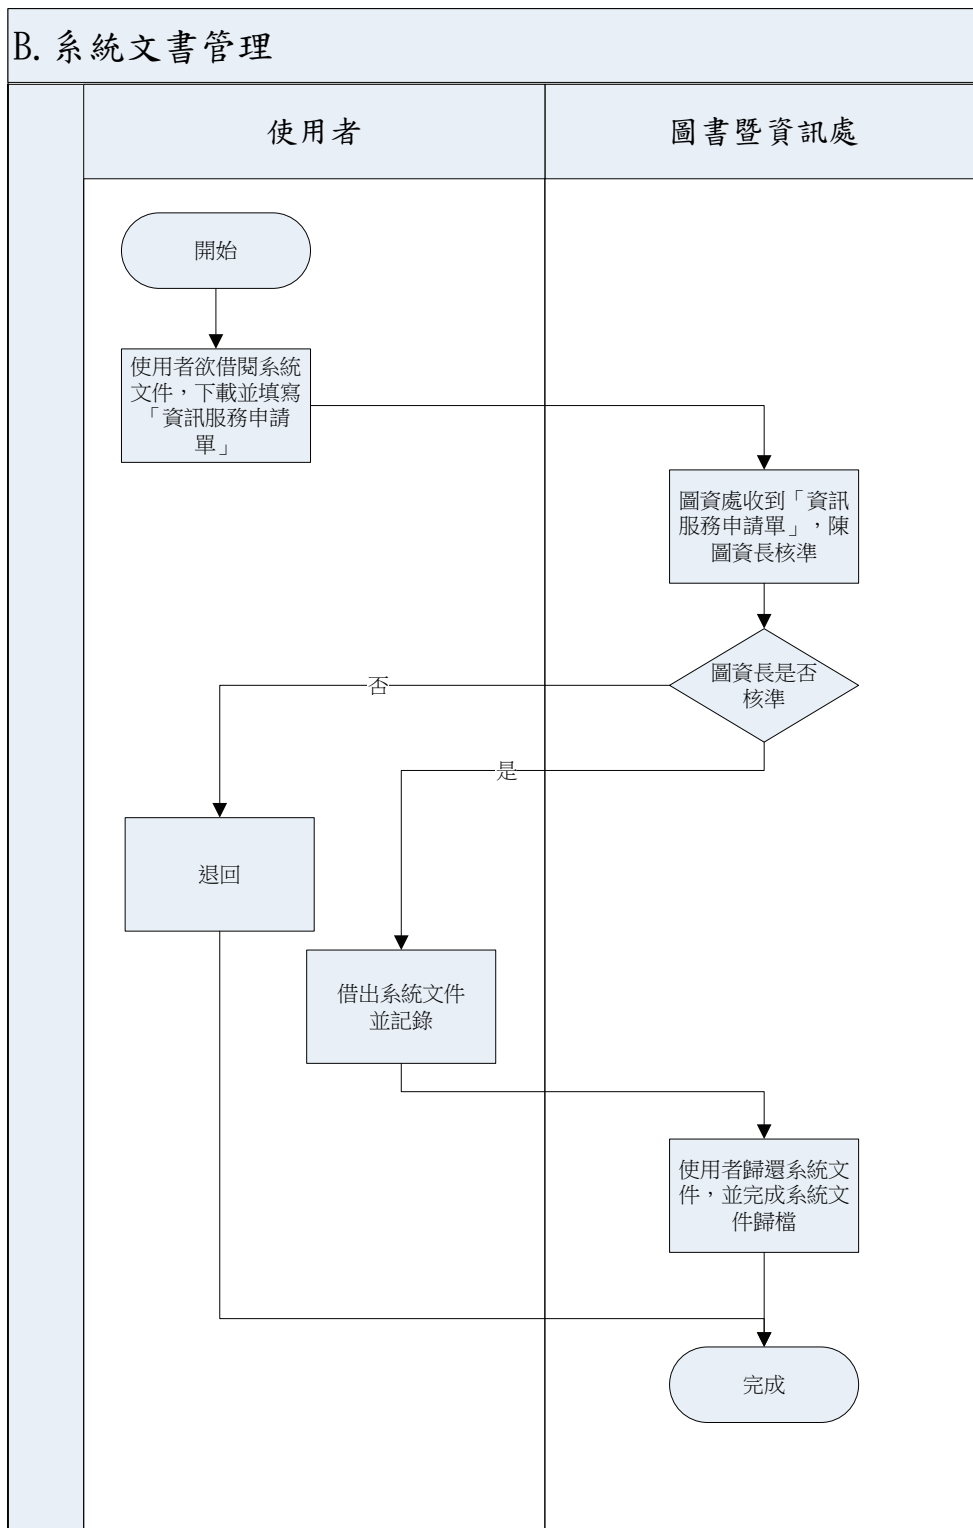 B. 系統文書管理
使用者
圖書暨資訊處
開始
使用者欲借閱系統
文件，下載並填寫
「資訊服務申請
單」
圖資處收到「資訊
服務申請單」，陳
圖資長核準
圖資長是否
核準
否
是
退回
借出系統文件
並記錄
使用者歸還系統文
件，並完成系統文
件歸檔
完成